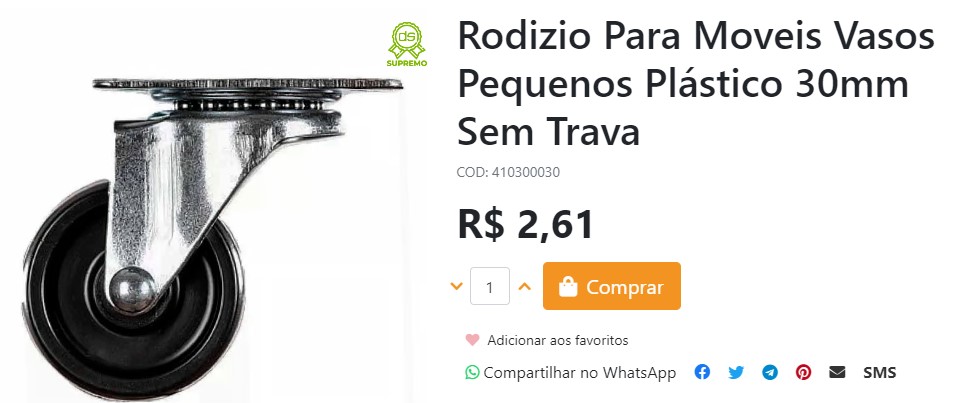 ds
SUPREMO
Rodizio Para Moveis Vasos
Pequenos Plástico 30mm
Sem Trava
COD: 410300030
R$ 2,61
1
Comprar
Adicionar aos favoritos
Compartilhar no WhatsApp
SMS